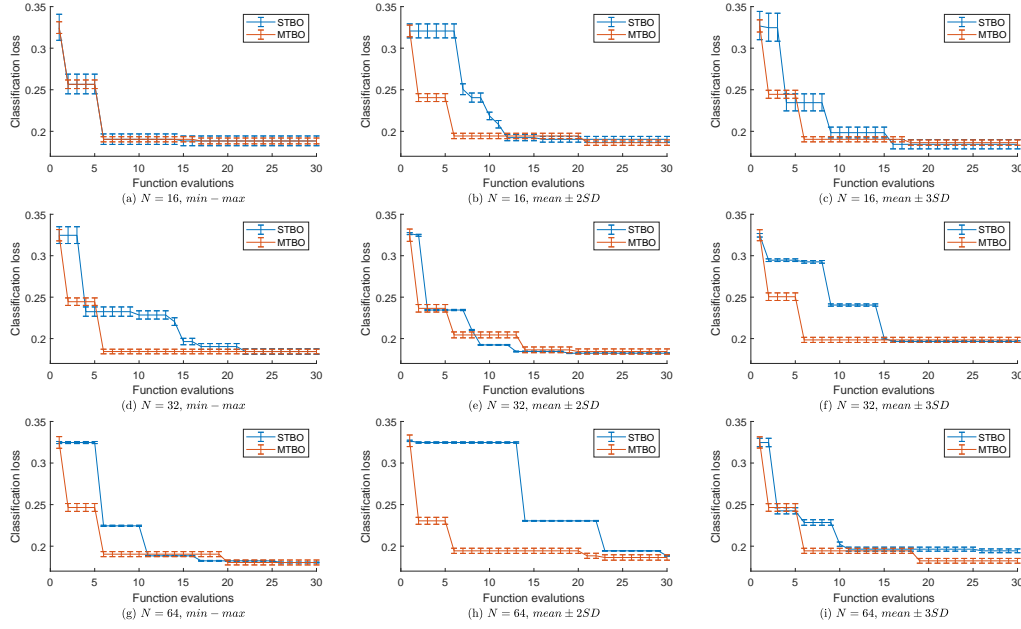 0.35
0.3
0.25
0.2
Classification loss
STBO
MTBO
0 5 10 15 20 25 30
Function evalutions
(a) N = 16, min − max
0.35
0.3
0.25
0.2
Classification loss
STBO
MTBO
0 5 10 15 20 25 30
Function evalutions
(b) N = 16, mean ± 2SD
0.35
0.3
0.25
0.2
Classification loss
STBO
MTBO
0 5 10 15 20 25 30
Function evalutions
(c) N = 16, mean ± 3SD
0.35
0.3
0.25
0.2
Classification loss
STBO
MTBO
0 5 10 15 20 25 30
Function evalutions
(d) N = 32, min − max
0.35
0.3
0.25
0.2
Classification loss
STBO
MTBO
0 5 10 15 20 25 30
Function evalutions
(e) N = 32, mean ± 2SD
0.35
0.3
0.25
0.2
Classification loss
STBO
MTBO
0 5 10 15 20 25 30
Function evalutions
(f) N = 32, mean ± 3SD
0.35
0.3
0.25
0.2
Classification loss
STBO
MTBO
0 5 10 15 20 25 30
Function evalutions
(g) N = 64, min − max
0.35
0.3
0.25
0.2
Classification loss
STBO
MTBO
0 5 10 15 20 25 30
Function evalutions
(h) N = 64, mean ± 2SD
0.35
0.3
0.25
0.2
Classification loss
STBO
MTBO
0 5 10 15 20 25 30
Function evalutions
(i) N = 64, mean ± 3SD